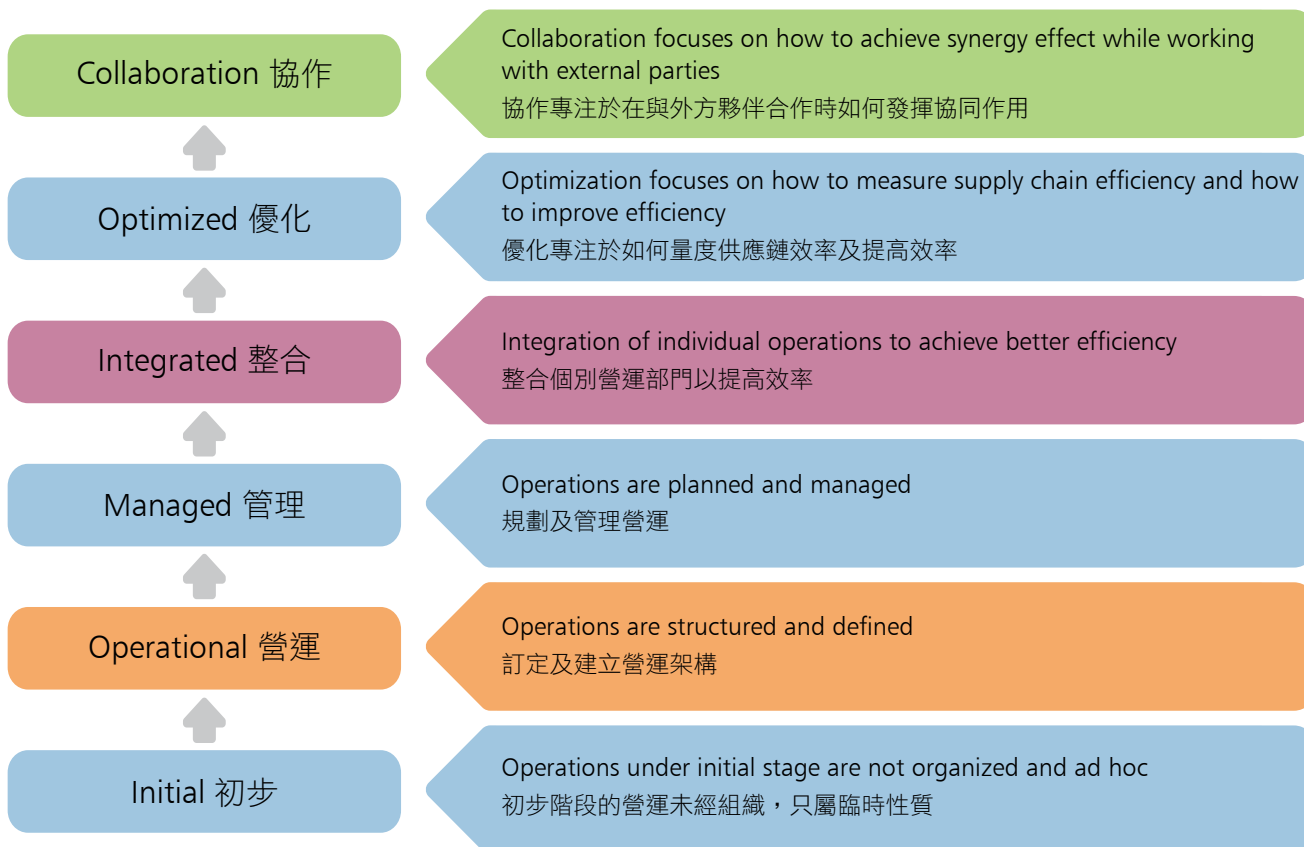 Collaboration 協作
Collaboration focuses on how to achieve synergy effect while working
with external parties
協作專注於在與外方夥伴合作時如何發揮協同作用
Optimized 優化
Optimization focuses on how to measure supply chain efficiency and how
to improve efficiency
優化專注於如何量度供應鏈效率及提高效率
Integrated 整合
Integration of individual operations to achieve better efficiency
整合個別營運部門以提高效率
Managed 管理
Operations are planned and managed
規劃及管理營運
Operational 營運
Operations are structured and defined
訂定及建立營運架構
Initial 初步
Operations under initial stage are not organized and ad hoc
初步階段的營運未經組織，只屬臨時性質